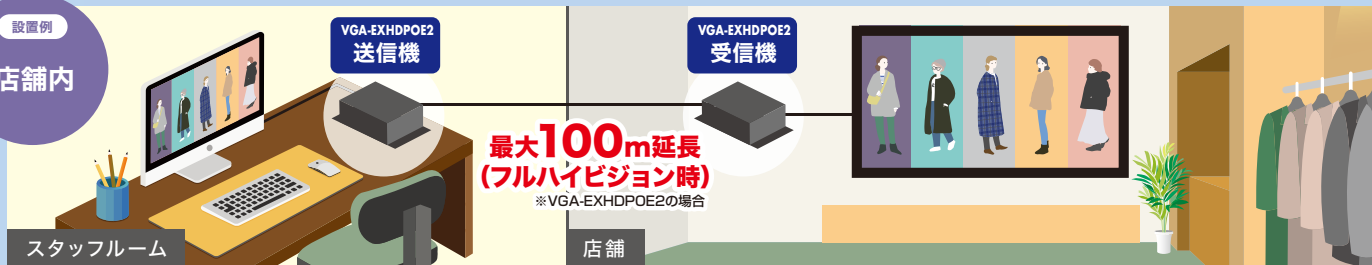 設置例
店舗内
VGA-EXHDPOE2
送信機
VGA-EXHDPOE2
受信機
最大100m延長
(フルハイビジョン時)
※VGA-EXHDPOE2の場合
スタッフルーム
店舗